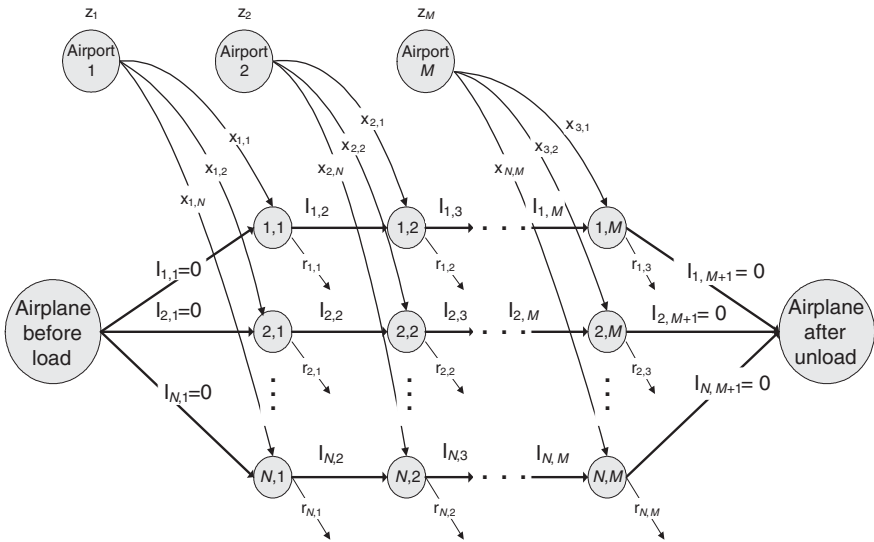 z1
z2
zM
Airport
1
Airport
2
Airport
M
x1,1
x2,1
x3,1
x1,2
x2,2
x3,2
x1,N
x2,N
xN,M
I1,2
I1,3
I1,M
1,1
1,2
. . .
1,M
I1,1=0
r1,1
r1,2
r1,3
I1,M+1= 0
Airplane
before
load
I2,1=0
I2,2
I2,3
I2,M
I2,M+1= 0
2,1
2,2
. . .
2,M
Airplane
after
unload
r2,1
r2,2
r2,3
IN,1=0
IN,M+1= 0
IN,2
IN,3
IN,M
N,1
N,2
. . .
N,M
rN,1
rN,2
rN,M